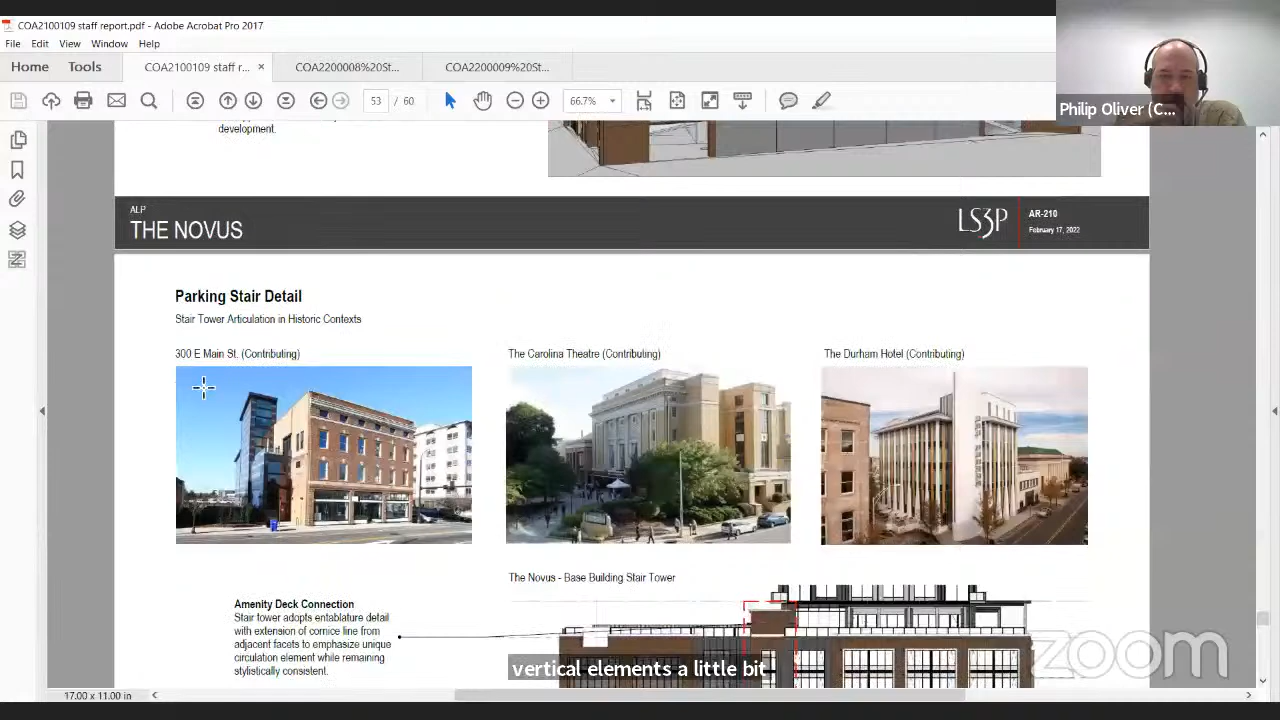 COA2100109 staff report.pdf - Adobe Acrobat Pro 2017
File Edit View Window Help
Home Tools COA2100109 staff r... × COA2200008%20St... COA2200009%20St...
53 / 60 66.7%
Philip Oliver (C...
development.
ALP
THE NOVUS
LS3P
AR-210
February 17, 2022
Parking Stair Detail
Stair Tower Articulation in Historic Contexts
300 E Main St. (Contributing)
The Carolina Theatre (Contributing)
The Durham Hotel (Contributing)
The Novus - Base Building Stair Tower
Amenity Deck Connection
Stair tower adopts entablature detail
with extension of cornice line from
adjacent facets to emphasize unique
circulation element while remaining
stylistically consistent.
vertical elements a little bit
zoom
17.00 x 11.00 in